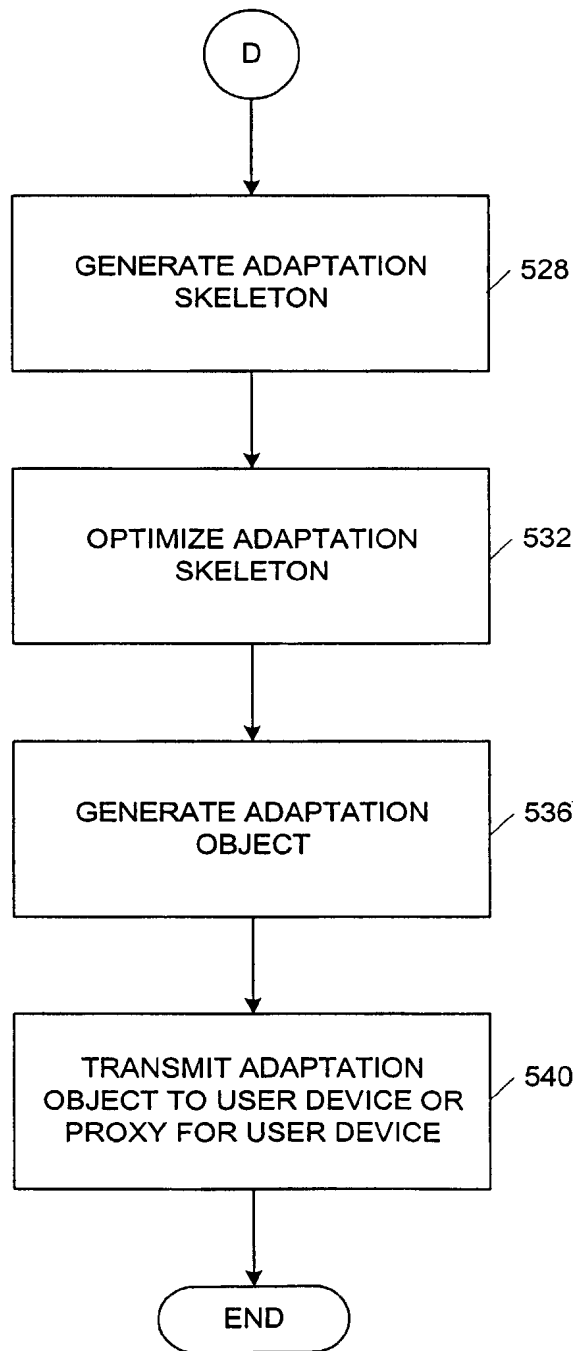 D
GENERATE ADAPTATION
SKELETON
528
OPTIMIZE ADAPTATION
SKELETON
532
GENERATE ADAPTATION
OBJECT
536
TRANSMIT ADAPTATION
OBJECT TO USER DEVICE OR
PROXY FOR USER DEVICE
540
END